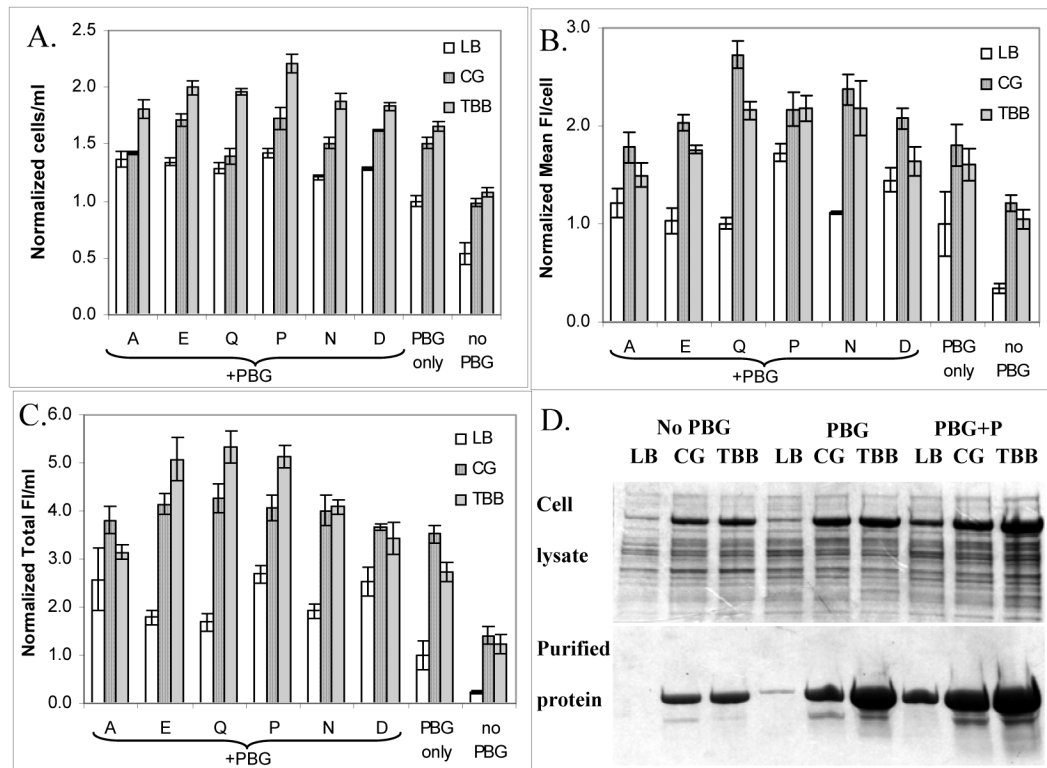 A.
2.5
2.0
1.5
1.0
0.5
0.0
Normalized cells/ml
LB
CG
TBB
A E Q P N D PBG only no PBG
+PBG
B.
3.0
2.0
1.0
0.0
Normalized Mean Fl/cell
LB
CG
TBB
A E Q P N D PBG only no PBG
+PBG
C.
6.0
5.0
4.0
3.0
2.0
1.0
0.0
Normalized Total Fl/ml
LB
CG
TBB
A E Q P N D PBG only no PBG
+PBG
D.
No PBG PBG PBG+P
LB CG TBB LB CG TBB LB CG TBB
Cell
lysate
Purified
protein